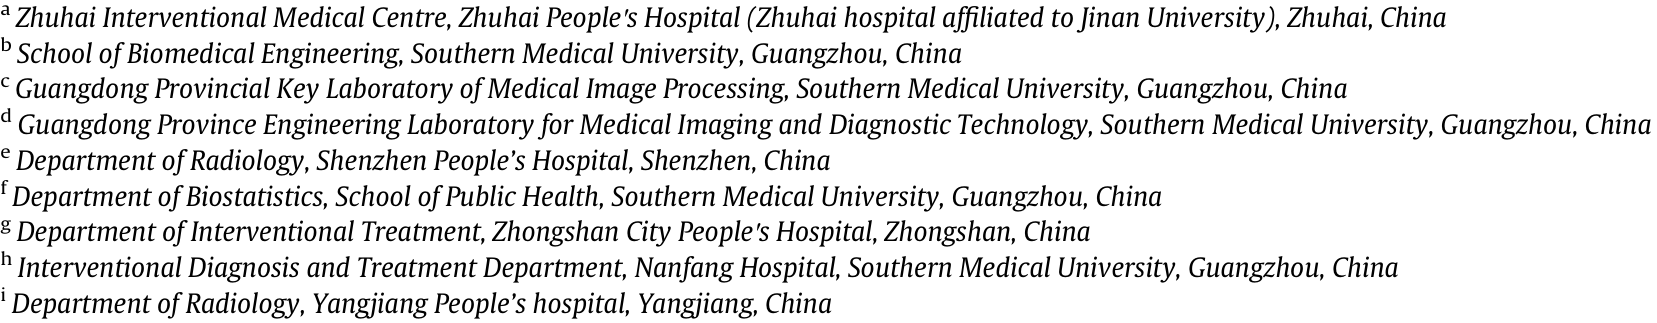 a Zhuhai Interventional Medical Centre, Zhuhai People's Hospital (Zhuhai hospital affiliated to Jinan University), Zhuhai, China
b School of Biomedical Engineering, Southern Medical University, Guangzhou, China
c Guangdong Provincial Key Laboratory of Medical Image Processing, Southern Medical University, Guangzhou, China
d Guangdong Province Engineering Laboratory for Medical Imaging and Diagnostic Technology, Southern Medical University, Guangzhou, China
e Department of Radiology, Shenzhen People’s Hospital, Shenzhen, China
f Department of Biostatistics, School of Public Health, Southern Medical University, Guangzhou, China
g Department of Interventional Treatment, Zhongshan City People's Hospital, Zhongshan, China
h Interventional Diagnosis and Treatment Department, Nanfang Hospital, Southern Medical University, Guangzhou, China
i Department of Radiology, Yangjiang People’s hospital, Yangjiang, China